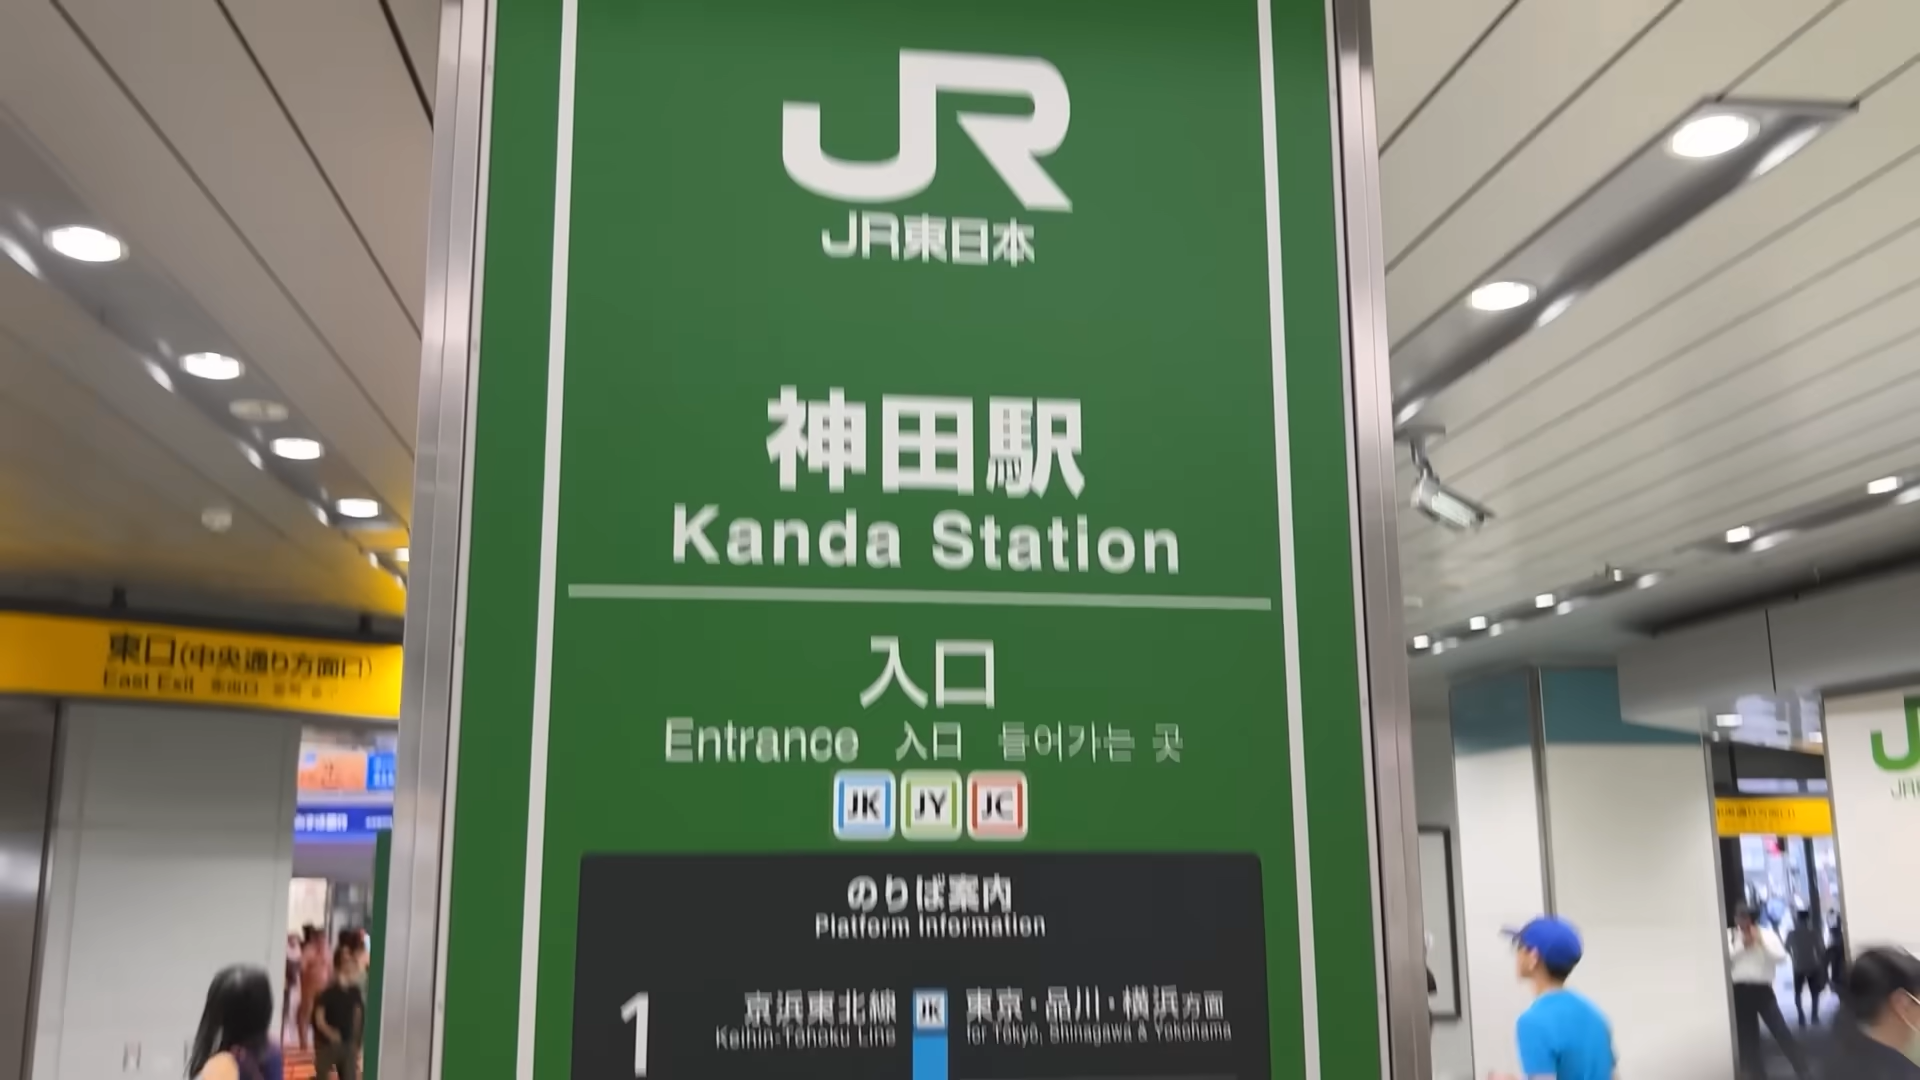 JR
JR東日本
神田駅
Kanda Station
入口
Entrance 入口 들어가는 곳
JK JY JC
のりば案内
Platform Information
1 京浜東北線 JK 東京・品川・横浜方面
Keihin-Tohoku Line for Tōkyō, Shinagawa & Yokohama
東口(中央通り方面口)
East Exit